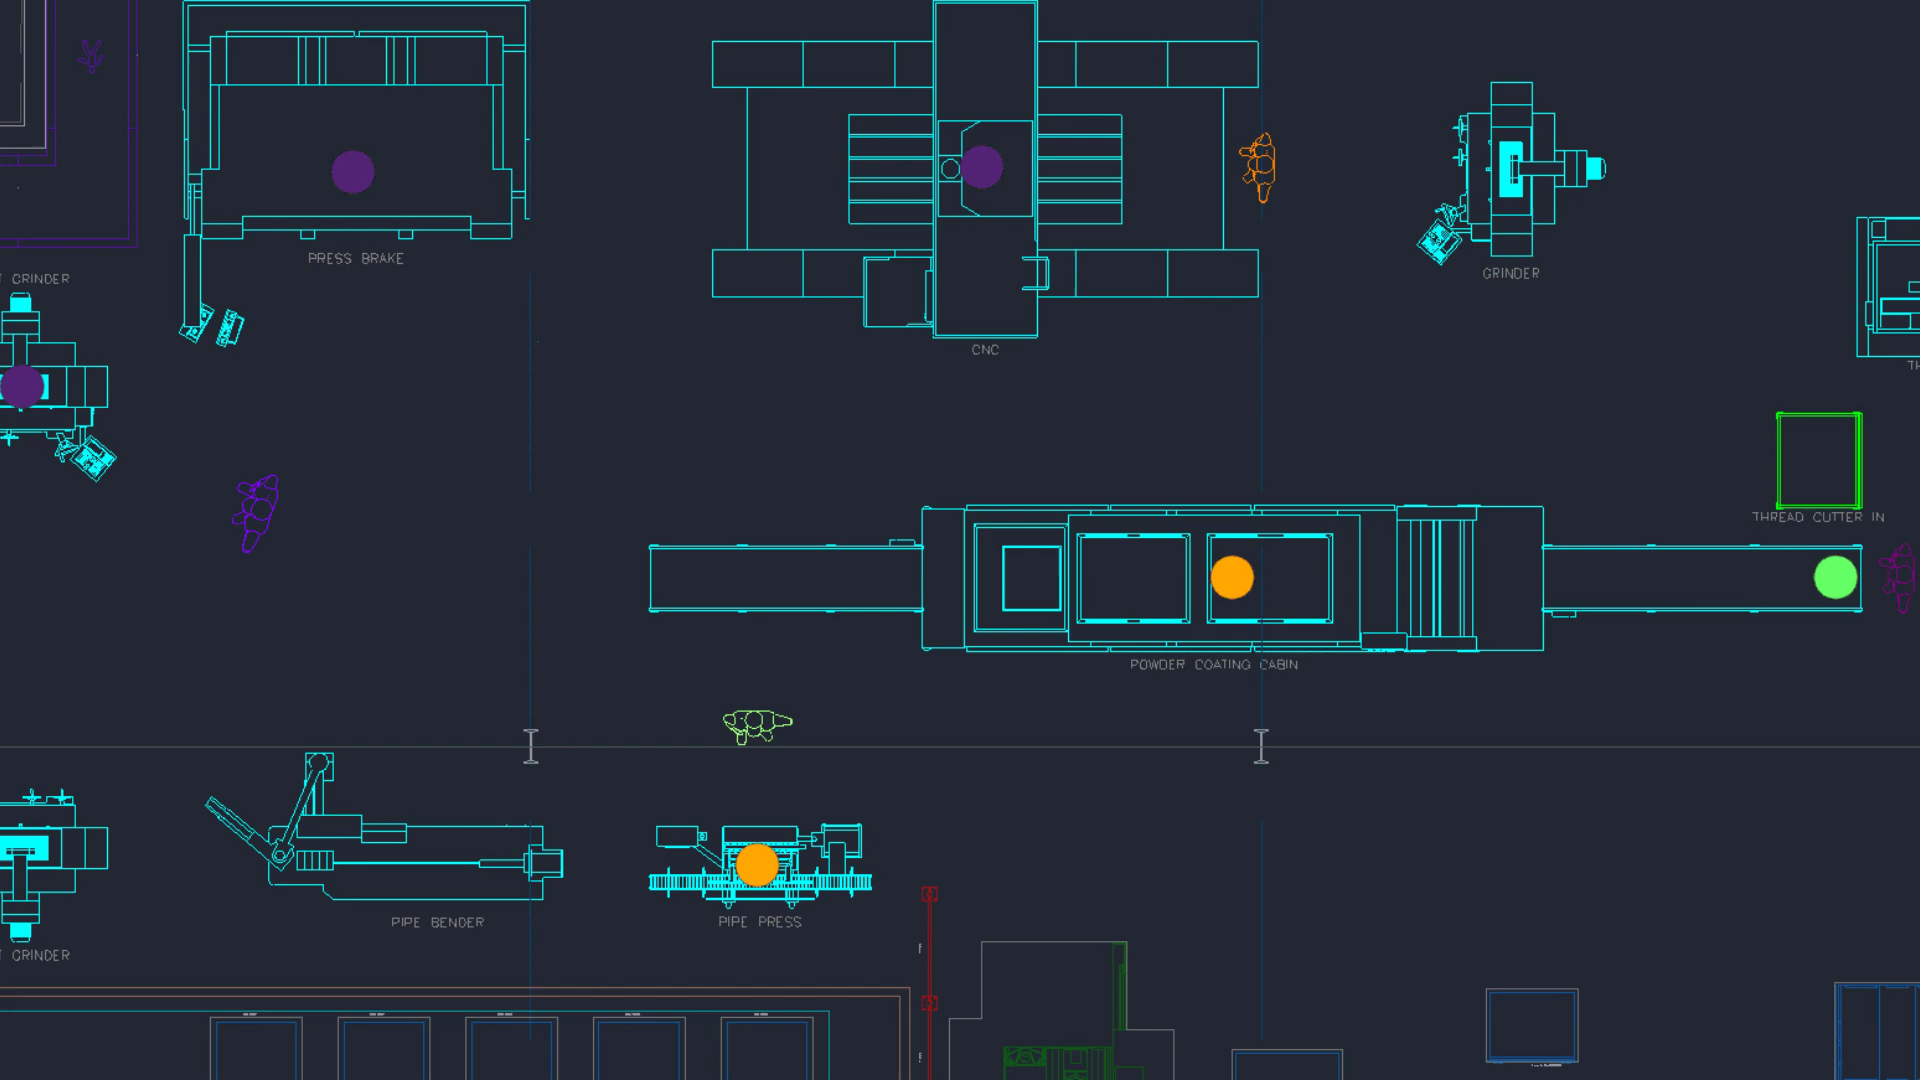 PRESS BRAKE
GRINDER
GRINDER
CNC
THREAD CUTTER IN
POWDER COATING CABIN
PIPE BENDER
PIPE PRESS
GRINDER